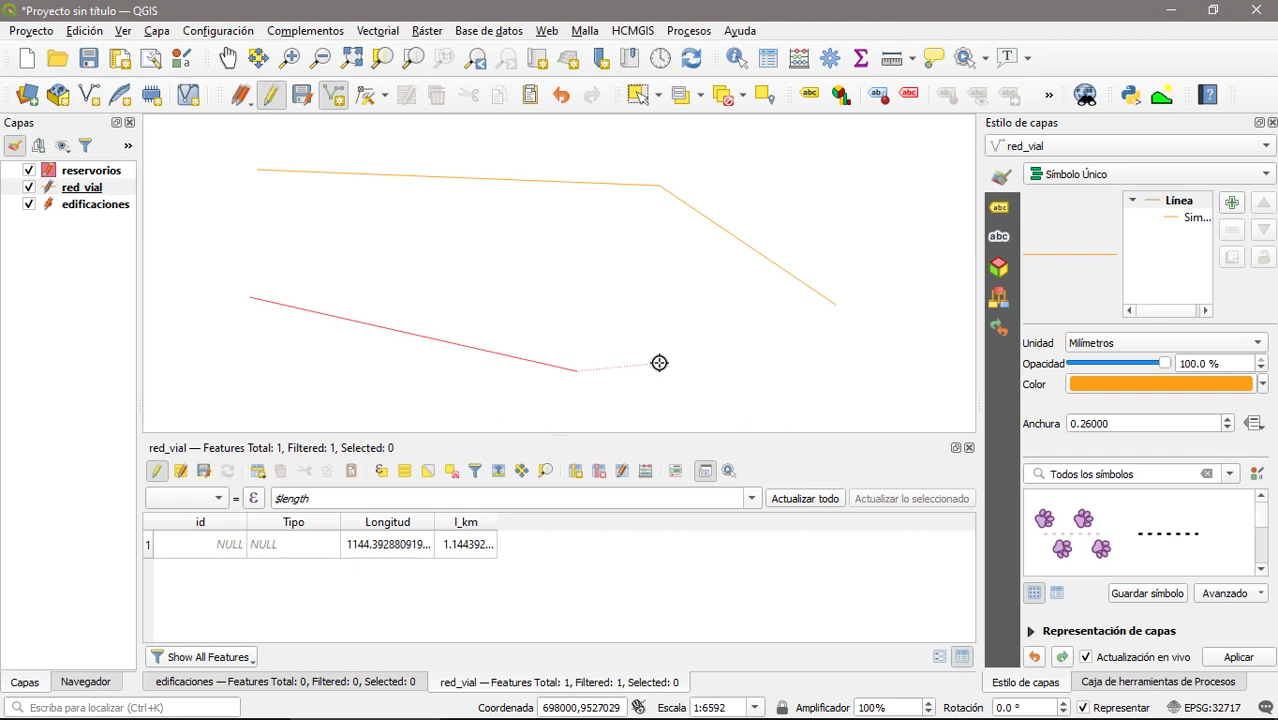 *Proyecto sin título — QGIS
Proyecto Edición Ver Capa Configuración Complementos Vectorial Ráster Base de datos Web Malla HCMGIS Procesos Ayuda
Capas
reservorios
red_vial
edificaciones
red_vial — Features Total: 1, Filtered: 1, Selected: 0
= ε $length Actualizar todo Actualizar lo seleccionado
id Tipo Longitud l_km
1 NULL NULL 1144.392880919... 1.144392...
Show All Features
edificaciones — Features Total: 0, Filtered: 0, Selected: 0
red_vial — Features Total: 1, Filtered: 1, Selected: 0
Capas Navegador
Estilo de capas
red_vial
Símbolo Único
Línea
Sim...
Unidad Milímetros
Opacidad 100.0 %
Color
Anchura 0.26000
Todos los símbolos
Guardar símbolo Avanzado
Representación de capas
Actualización en vivo Aplicar
Estilo de capas Caja de herramientas de Procesos
Escriba para localizar (Ctrl+K) Coordenada 698000,9527029 Escala 1:6592 Amplificador 100% Rotación 0.0 ° Representar EPSG:32717